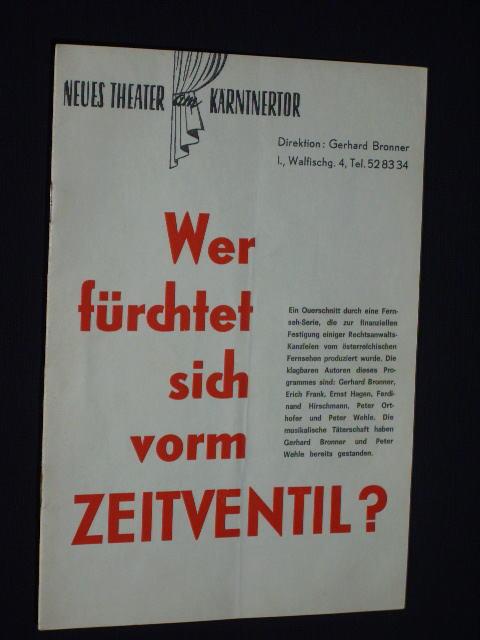 NEUES THEATER am KÄRNTNERTOR
Direktion: Gerhard Bronner
I., Walfischg. 4, Tel. 52 83 34
Wer
fürchtet
sich
vorm
ZEITVENTIL?
Ein Querschnitt durch eine Fern-
seh-Serie, die zur finanziellen
Festigung einiger Rechtsanwalts-
Kanzleien vom österreichischen
Fernsehen produziert wurde. Die
klagbaren Autoren dieses Pro-
grammes sind: Gerhard Bronner,
Erich Frank, Ernst Hagen, Ferdi-
nand Hirschmann, Peter Ort-
hofer und Peter Wehle. Die
musikalische Täterschaft haben
Gerhard Bronner und Peter
Wehle bereits gestanden.